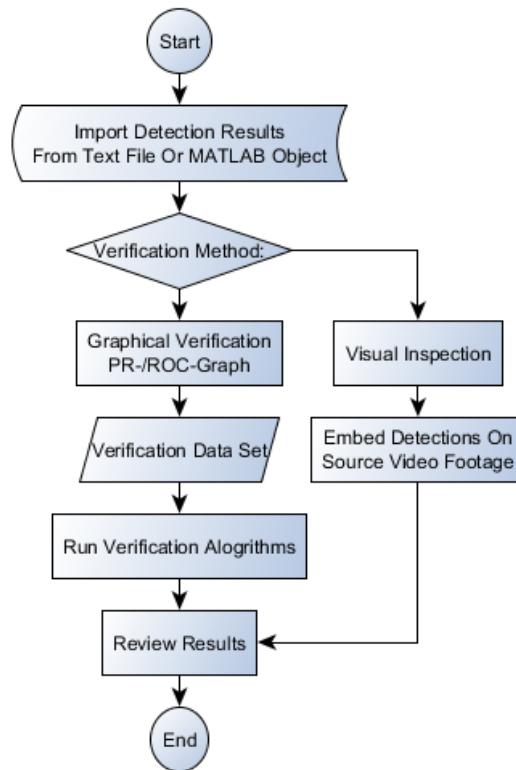 Start
Import Detection Results
From Text File Or MATLAB Object
Verification Method:
Graphical Verification
PR-/ROC-Graph
Visual Inspection
Verification Data Set
Embed Detections On
Source Video Footage
Run Verification Alogrithms
Review Results
End